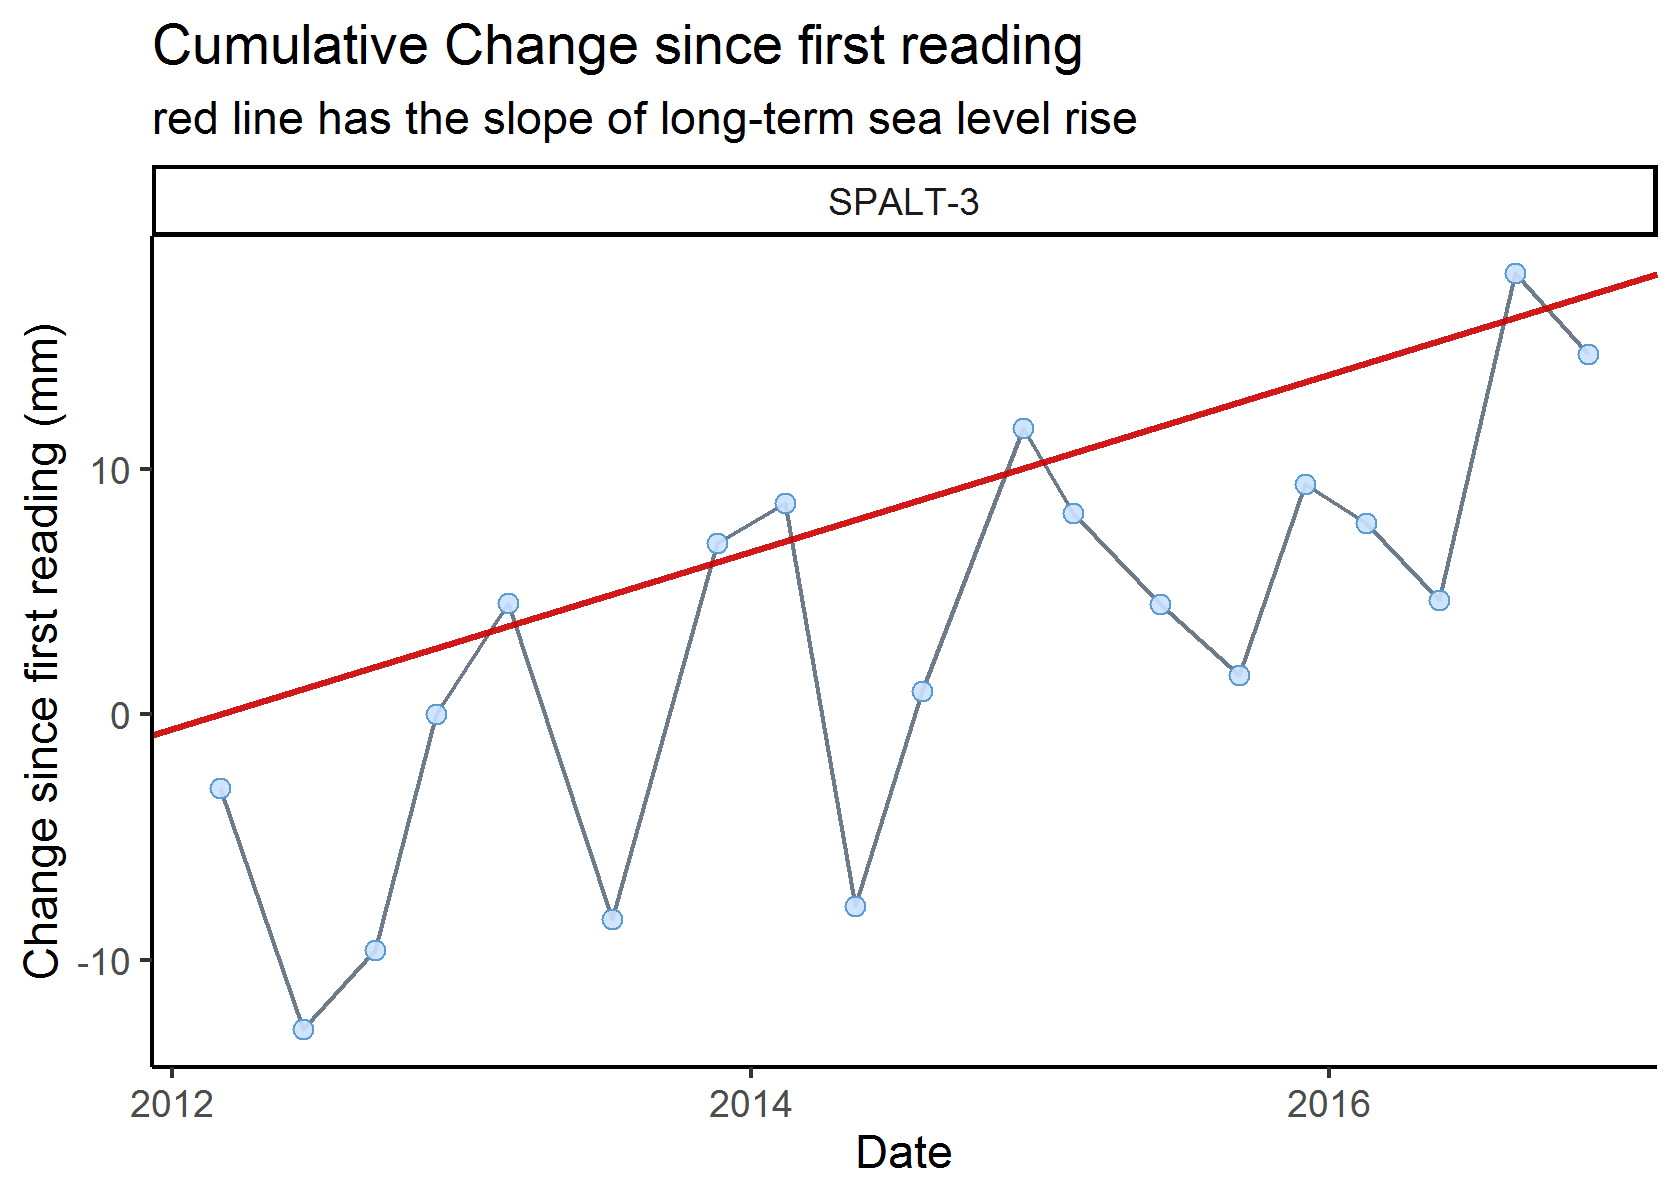 Cumulative Change since first reading
red line has the slope of long-term sea level rise
SPALT-3
Change since first reading (mm)
10
0
-10
2012
2014
2016
Date